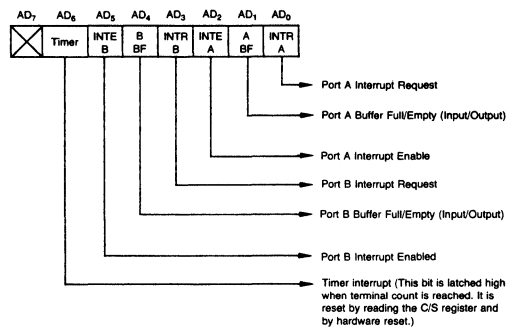 AD7 AD6 AD5 AD4 AD3 AD2 AD1 AD0
Timer
INTE B
B BF
INTR B
INTE A
A BF
INTR A
Port A Interrupt Request
Port A Buffer Full/Empty (Input/Output)
Port A Interrupt Enable
Port B Interrupt Request
Port B Buffer Full/Empty (Input/Output)
Port B Interrupt Enabled
Timer interrupt (This bit is latched high
when terminal count is reached. It is
reset by reading the C/S register and
by hardware reset.)